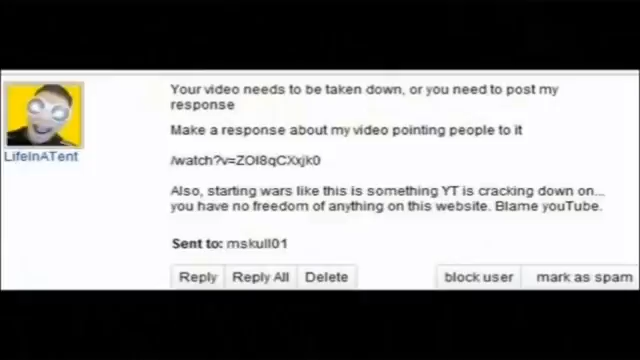 Your video needs to be taken down, or you need to post my
response
Make a response about my video pointing people to it
LifeInATent
/watch?v=ZOI8qCXxjk0
Also, starting wars like this is something YT is cracking down on...
you have no freedom of anything on this website. Blame youTube.
Sent to: mskull01
Reply Reply All Delete block user mark as spam